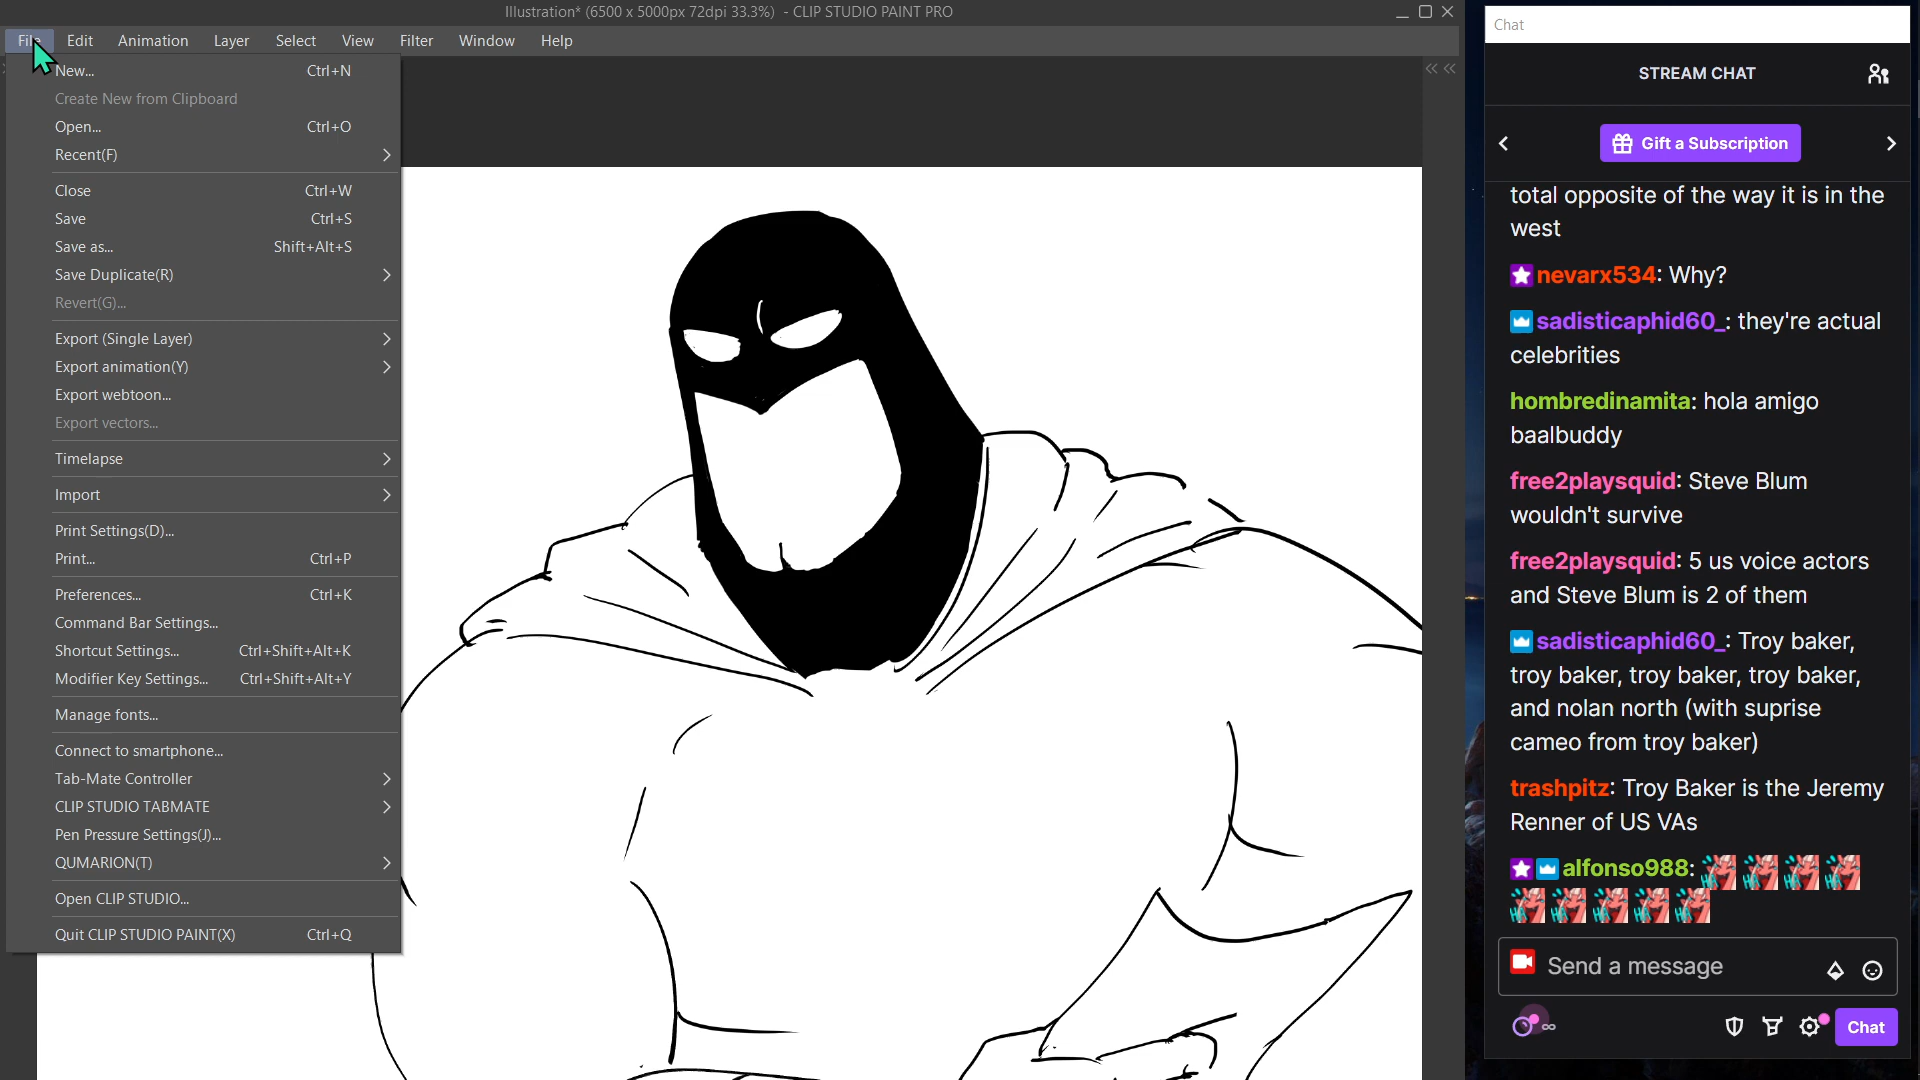 Illustration* (6500 x 5000px 72dpi 33.3%) - CLIP STUDIO PAINT PRO
File Edit Animation Layer Select View Filter Window Help
New... Ctrl+N
Create New from Clipboard
Open... Ctrl+O
Recent(F)
Close Ctrl+W
Save Ctrl+S
Save as... Shift+Alt+S
Save Duplicate(R)
Revert(G)...
Export (Single Layer)
Export animation(Y)
Export webtoon...
Export vectors...
Timelapse
Import
Print Settings(D)...
Print... Ctrl+P
Preferences... Ctrl+K
Command Bar Settings...
Shortcut Settings... Ctrl+Shift+Alt+K
Modifier Key Settings... Ctrl+Shift+Alt+Y
Manage fonts...
Connect to smartphone...
Tab-Mate Controller
CLIP STUDIO TABMATE
Pen Pressure Settings(J)...
QUMARION(T)
Open CLIP STUDIO...
Quit CLIP STUDIO PAINT(X) Ctrl+Q
Chat
STREAM CHAT
Gift a Subscription
total opposite of the way it is in the
west
nevarx534: Why?
sadisticaphid60_: they're actual
celebrities
hombredinamita: hola amigo
baalbuddy
free2playsquid: Steve Blum
wouldn't survive
free2playsquid: 5 us voice actors
and Steve Blum is 2 of them
sadisticaphid60_: Troy baker,
troy baker, troy baker, troy baker,
and nolan north (with suprise
cameo from troy baker)
trashpitz: Troy Baker is the Jeremy
Renner of US VAs
alfonso988:
Send a message
Chat